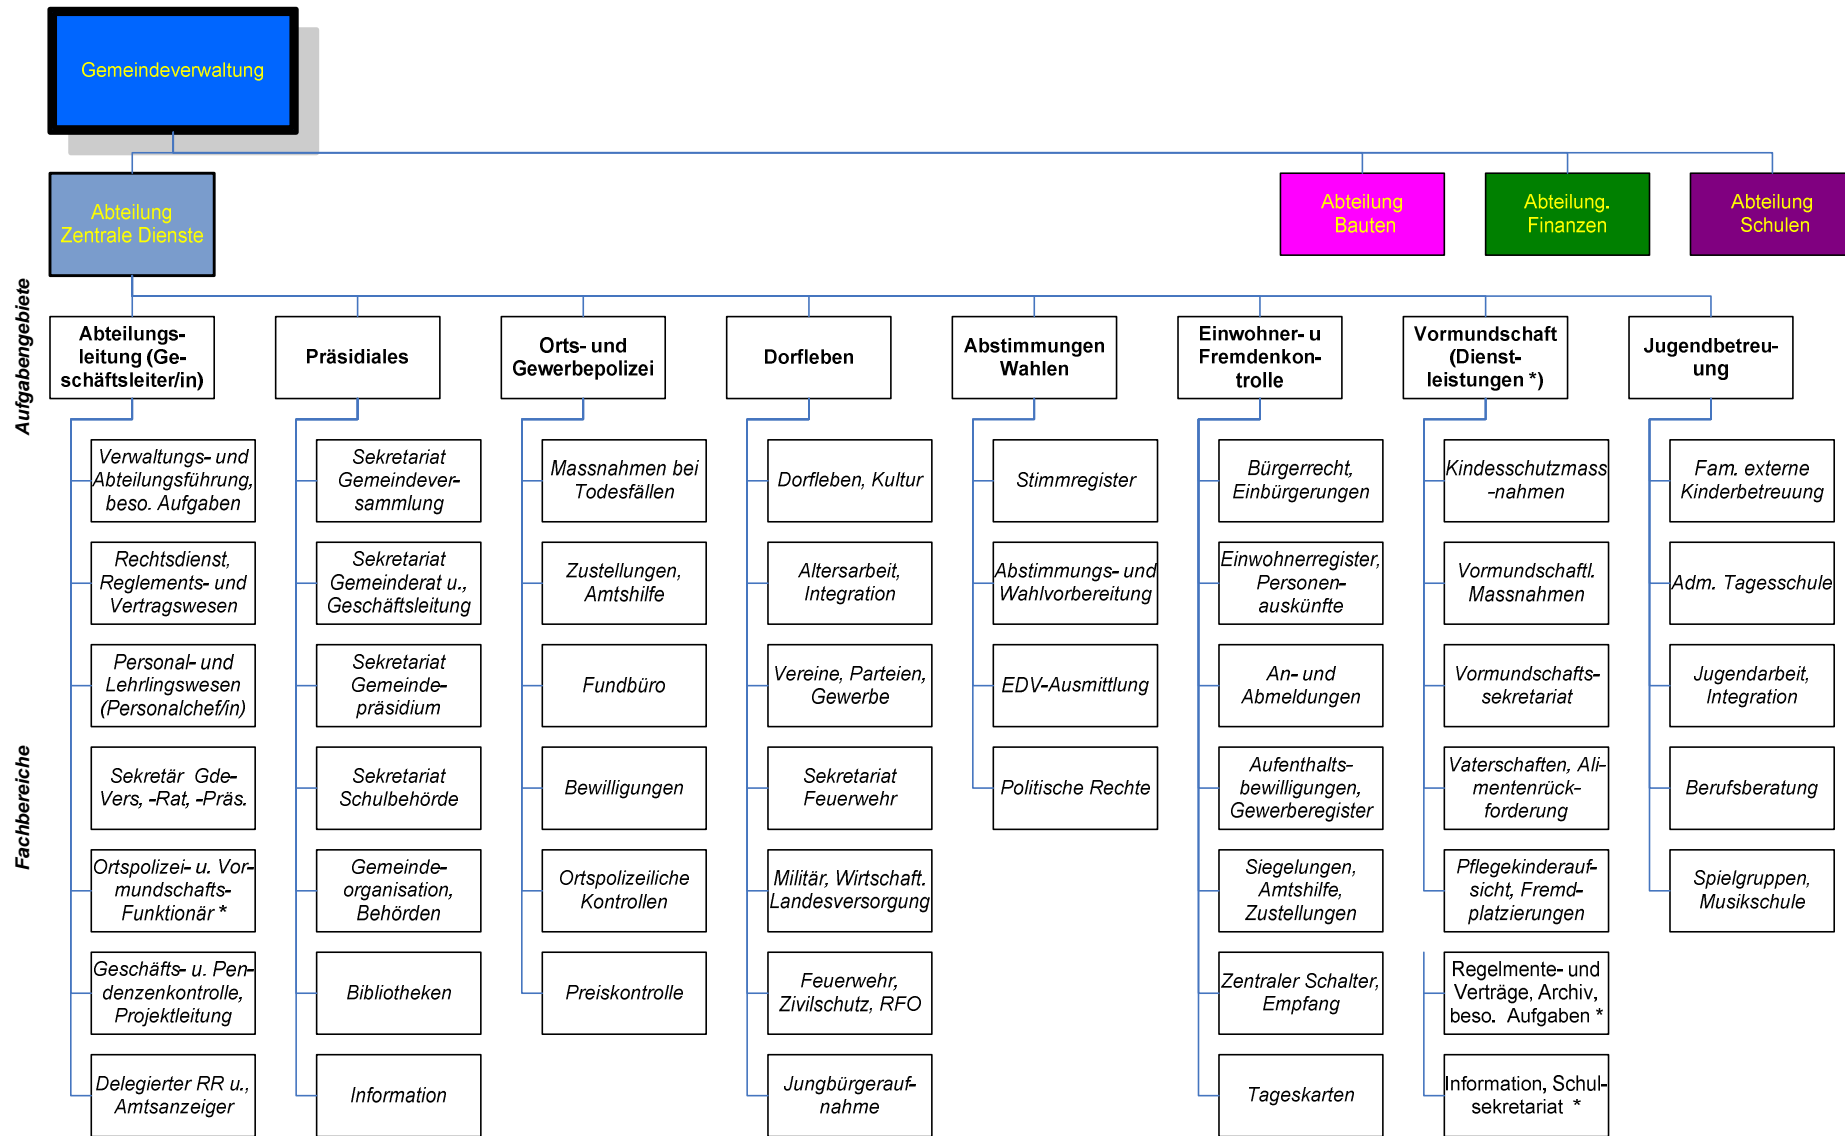 Gemeindeverwaltung
Abteilung
Zentrale Dienste
Abteilung
Bauten
Abteilung.
Finanzen
Abteilung
Schulen
Aufgabengebiete
Abteilungs-
leitung (Ge-
schäftsleiter/in)
Präsidiales
Orts- und
Gewerbepolizei
Dorfleben
Abstimmungen
Wahlen
Einwohner- u
Fremdenkon-
trolle
Vormundschaft
(Dienst-
leistungen *)
Jugendbetreu-
ung
Fachbereiche
Verwaltungs- und
Abteilungsführung,
beso. Aufgaben
Rechtsdienst,
Reglements- und
Vertragswesen
Personal- und
Lehrlingswesen
(Personalchef/in)
Sekretär Gde-
Vers, -Rat, -Präs.
Ortspolizei- u. Vor-
mundschafts-
Funktionär *
Geschäfts- u. Pen-
denzenkontrolle,
Projektleitung
Delegierter RR u.,
Amtsanzeiger
Sekretariat
Gemeindever-
sammlung
Sekretariat
Gemeinderat u.,
Geschäftsleitung
Sekretariat
Gemeinde-
präsidium
Sekretariat
Schulbehörde
Gemeinde-
organisation,
Behörden
Bibliotheken
Information
Massnahmen bei
Todesfällen
Zustellungen,
Amtshilfe
Fundbüro
Bewilligungen
Ortspolizeiliche
Kontrollen
Preiskontrolle
Dorfleben, Kultur
Altersarbeit,
Integration
Vereine, Parteien,
Gewerbe
Sekretariat
Feuerwehr
Militär, Wirtschaft.
Landesversorgung
Feuerwehr,
Zivilschutz, RFO
Jungbürgerauf-
nahme
Stimmregister
Abstimmungs- und
Wahlvorbereitung
EDV-Ausmittlung
Politische Rechte
Bürgerrecht,
Einbürgerungen
Einwohnerregister,
Personen-
auskünfte
An- und
Abmeldungen
Aufenthalts-
bewilligungen,
Gewerberegister
Siegelungen,
Amtshilfe,
Zustellungen
Zentraler Schalter,
Empfang
Tageskarten
Kindesschutzmass
-nahmen
Vormundschaftl.
Massnahmen
Vormundschafts-
sekretariat
Vaterschaften, Ali-
mentenrück-
forderung
Pflegekinderauf-
sicht, Fremd-
platzierungen
Regelmente- und
Verträge, Archiv,
beso. Aufgaben *
Information, Schul-
sekretariat *
Fam. externe
Kinderbetreuung
Adm. Tagesschule
Jugendarbeit,
Integration
Berufsberatung
Spielgruppen,
Musikschule